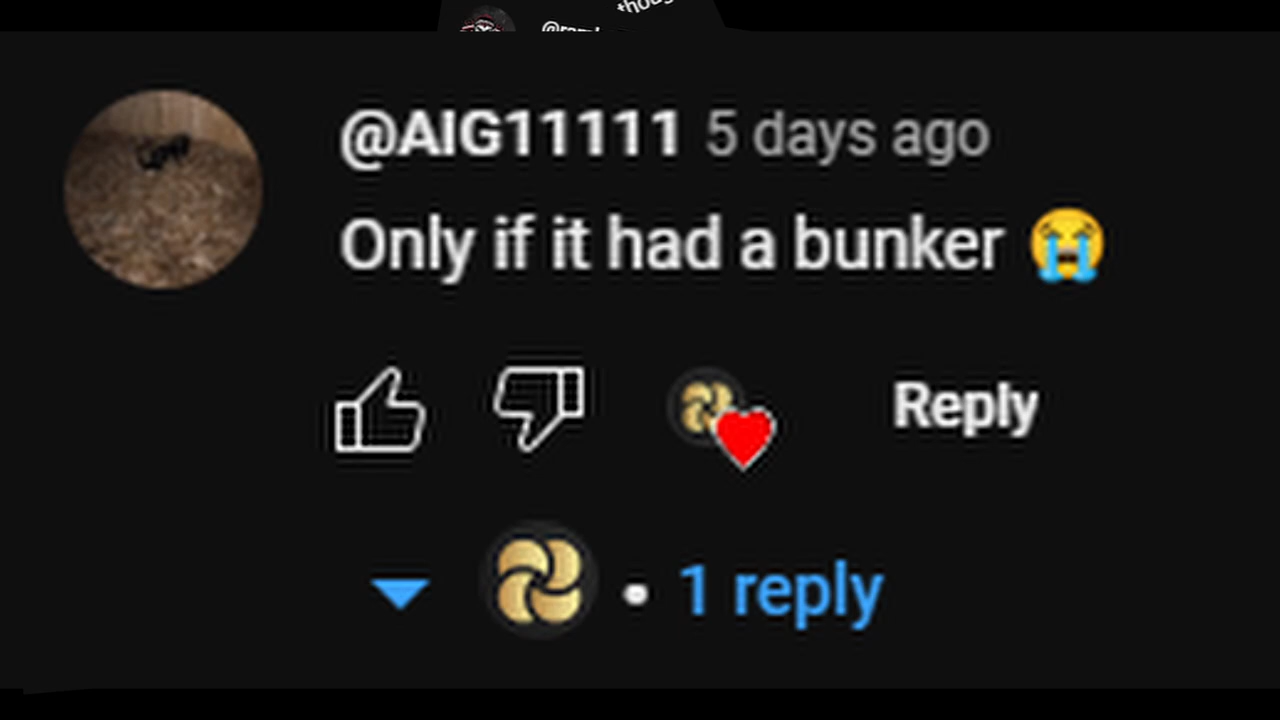 @AIG11111 5 days ago
Only if it had a bunker 😭
Reply
• 1 reply